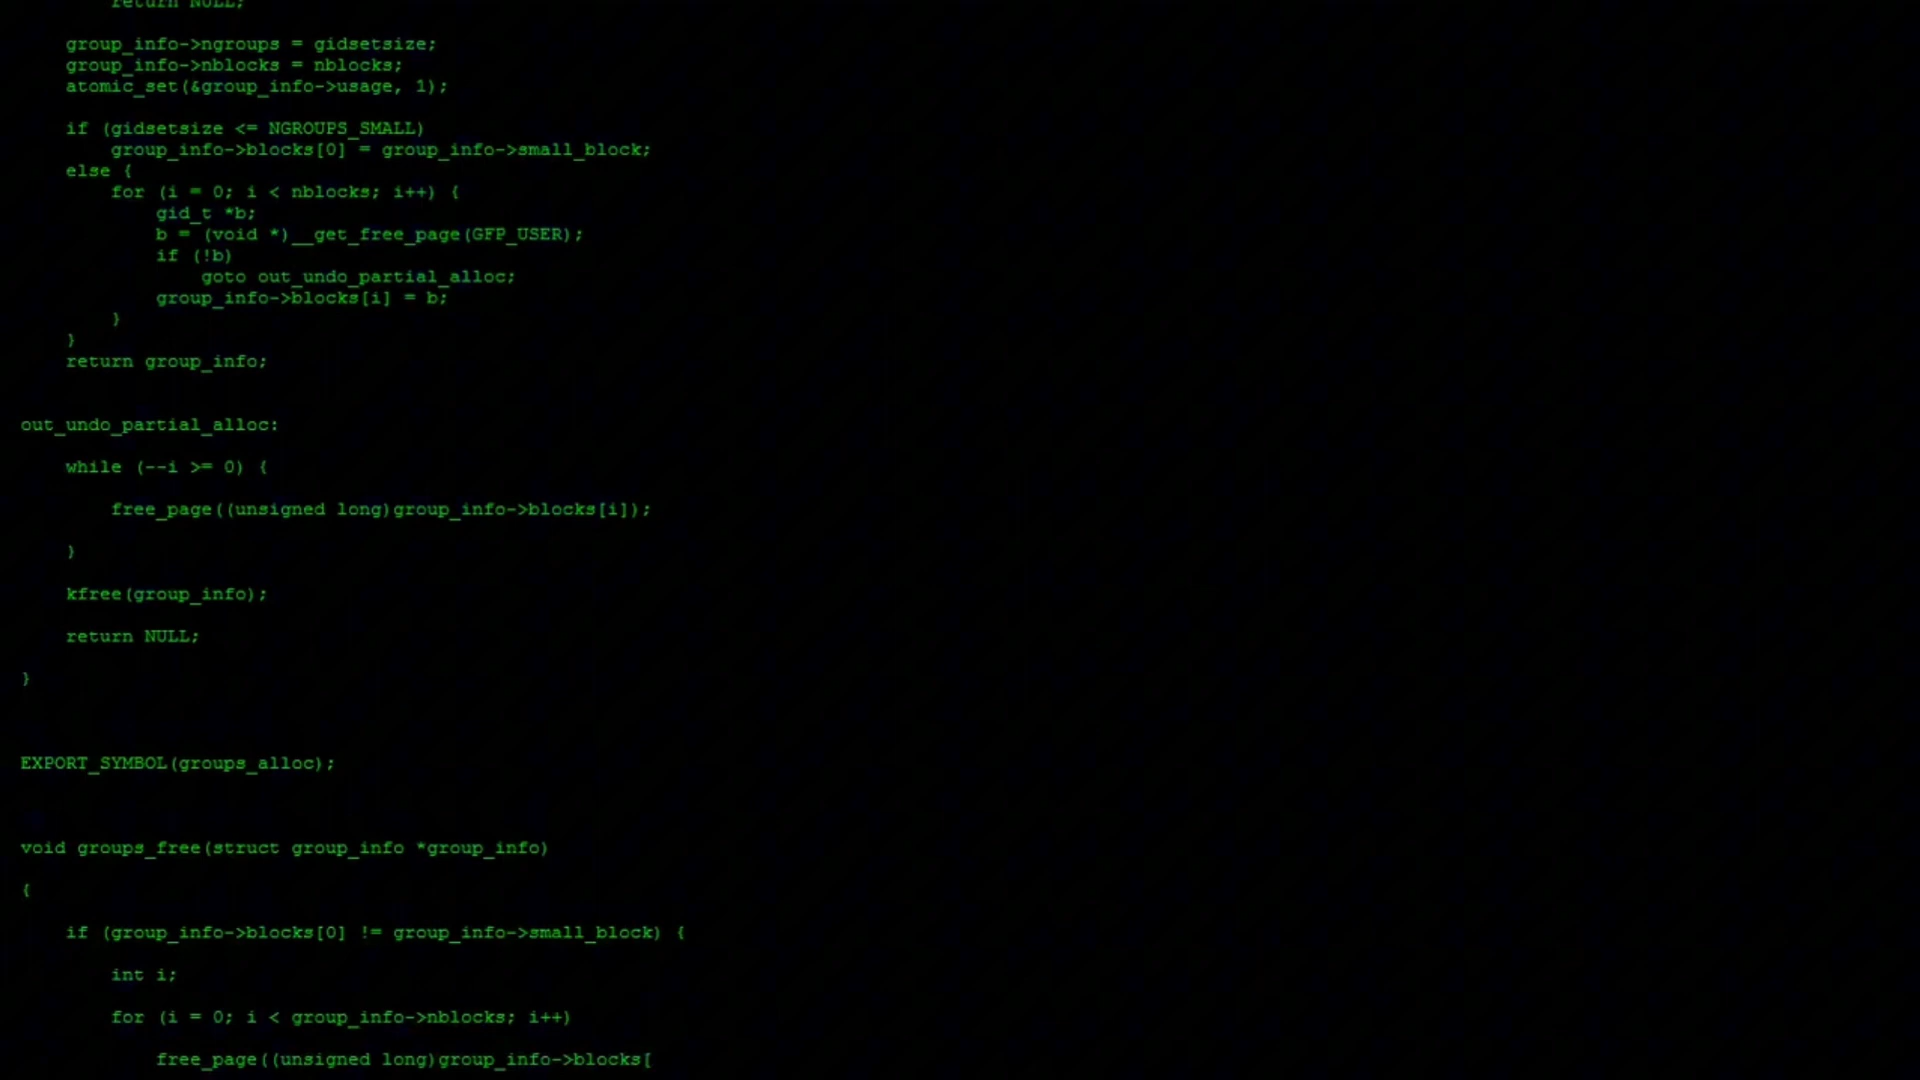 return NULL;
group_info->ngroups = gidsetsize;
group_info->nblocks = nblocks;
atomic_set(&group_info->usage, 1);
if (gidsetsize <= NGROUPS_SMALL)
group_info->blocks[0] = group_info->small_block;
else {
for (i = 0; i < nblocks; i++) {
gid_t *b;
b = (void *)__get_free_page(GFP_USER);
if (!b)
goto out_undo_partial_alloc;
group_info->blocks[i] = b;
}
}
return group_info;
out_undo_partial_alloc:
while (--i >= 0) {
free_page((unsigned long)group_info->blocks[i]);
}
kfree(group_info);
return NULL;
}
EXPORT_SYMBOL(groups_alloc);
void groups_free(struct group_info *group_info)
{
if (group_info->blocks[0] != group_info->small_block) {
int i;
for (i = 0; i < group_info->nblocks; i++)
free_page((unsigned long)group_info->blocks[